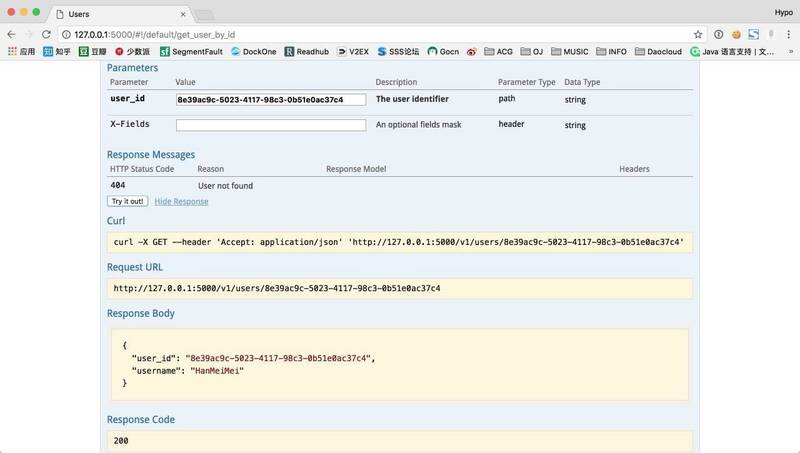 Users
Hypo
127.0.0.1:5000/#!/default/get_user_by_id
应用 知乎 豆瓣 少数派 SegmentFault DockOne Readhub V2EX SSS论坛 Gocn ACG OJ MUSIC INFO Daocloud Java 语言支持 | 文...
Parameters
Parameter Value Description Parameter Type Data Type
user_id 8e39ac9c-5023-4117-98c3-0b51e0ac37c4 The user identifier path string
X-Fields An optional fields mask header string
Response Messages
HTTP Status Code Reason Response Model Headers
404 User not found
Try it out! Hide Response
Curl
curl -X GET --header 'Accept: application/json' 'http://127.0.0.1:5000/v1/users/8e39ac9c-5023-4117-98c3-0b51e0ac37c4'
Request URL
http://127.0.0.1:5000/v1/users/8e39ac9c-5023-4117-98c3-0b51e0ac37c4
Response Body
{
"user_id": "8e39ac9c-5023-4117-98c3-0b51e0ac37c4",
"username": "HanMeiMei"
}
Response Code
200